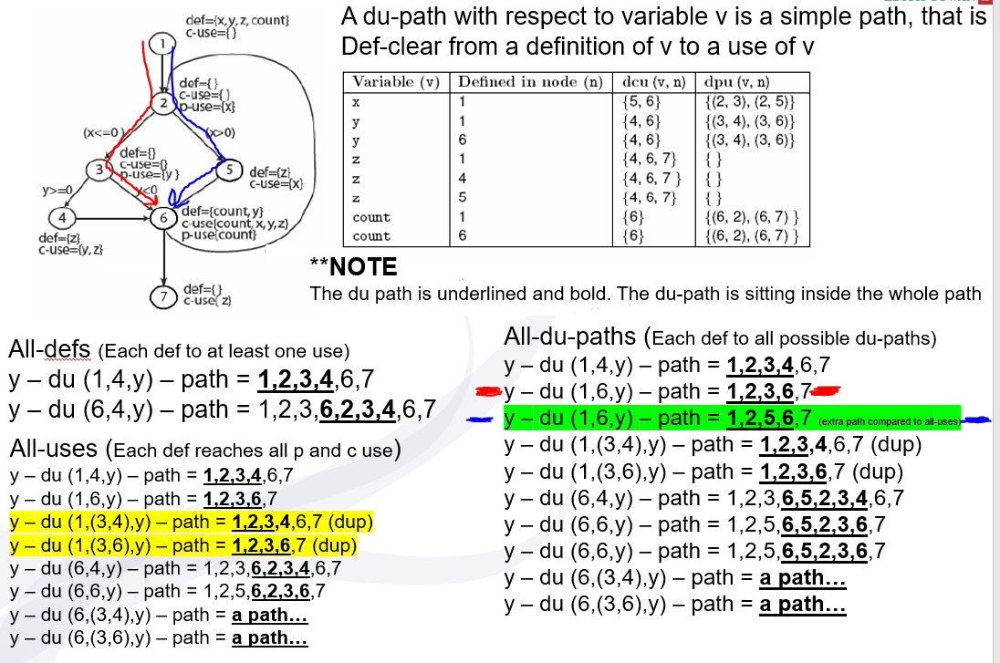 def={x,y,z,count}
c-use={}
1
def={}
c-use={}
p-use={x}
2
(x<=0)
(x>0)
def={}
c-use={}
p-use={y}
3
5
def={z}
c-use={x}
y>=0
y<0
4
6
def={count,y}
c-use{count,x,y,z}
p-use{count}
def={z}
c-use={y,z}
def={}
c-use{z}
7
A du-path with respect to variable v is a simple path, that is
Def-clear from a definition of v to a use of v
Variable (v) Defined in node (n) dcu (v, n) dpu (v, n)
x 1 {5, 6} {(2, 3), (2, 5)}
y 1 {4, 6} {(3, 4), (3, 6)}
y 6 {4, 6} {(3, 4), (3, 6)}
z 1 {4, 6, 7} { }
z 4 {4, 6, 7 } { }
z 5 {4, 6, 7} { }
count 1 {6} {(6, 2), (6, 7) }
count 6 {6} {(6, 2), (6, 7) }
**NOTE
The du path is underlined and bold. The du-path is sitting inside the whole path
All-defs (Each def to at least one use)
y – du (1,4,y) – path = 1,2,3,4,6,7
y – du (6,4,y) – path = 1,2,3,6,2,3,4,6,7
All-uses (Each def reaches all p and c use)
y – du (1,4,y) – path = 1,2,3,4,6,7
y – du (1,6,y) – path = 1,2,3,6,7
y – du (1,(3,4),y) – path = 1,2,3,4,6,7 (dup)
y – du (1,(3,6),y) – path = 1,2,3,6,7 (dup)
y – du (6,4,y) – path = 1,2,3,6,2,3,4,6,7
y – du (6,6,y) – path = 1,2,5,6,2,3,6,7
y – du (6,(3,4),y) – path = a path...
y – du (6,(3,6),y) – path = a path...
All-du-paths (Each def to all possible du-paths)
y – du (1,4,y) – path = 1,2,3,4,6,7
y – du (1,6,y) – path = 1,2,3,6,7
y – du (1,6,y) – path = 1,2,5,6,7 (extra path compared to all-uses)
y – du (1,(3,4),y) – path = 1,2,3,4,6,7 (dup)
y – du (1,(3,6),y) – path = 1,2,3,6,7 (dup)
y – du (6,4,y) – path = 1,2,3,6,5,2,3,4,6,7
y – du (6,6,y) – path = 1,2,5,6,5,2,3,6,7
y – du (6,6,y) – path = 1,2,5,6,5,2,3,6,7
y – du (6,(3,4),y) – path = a path...
y – du (6,(3,6),y) – path = a path...